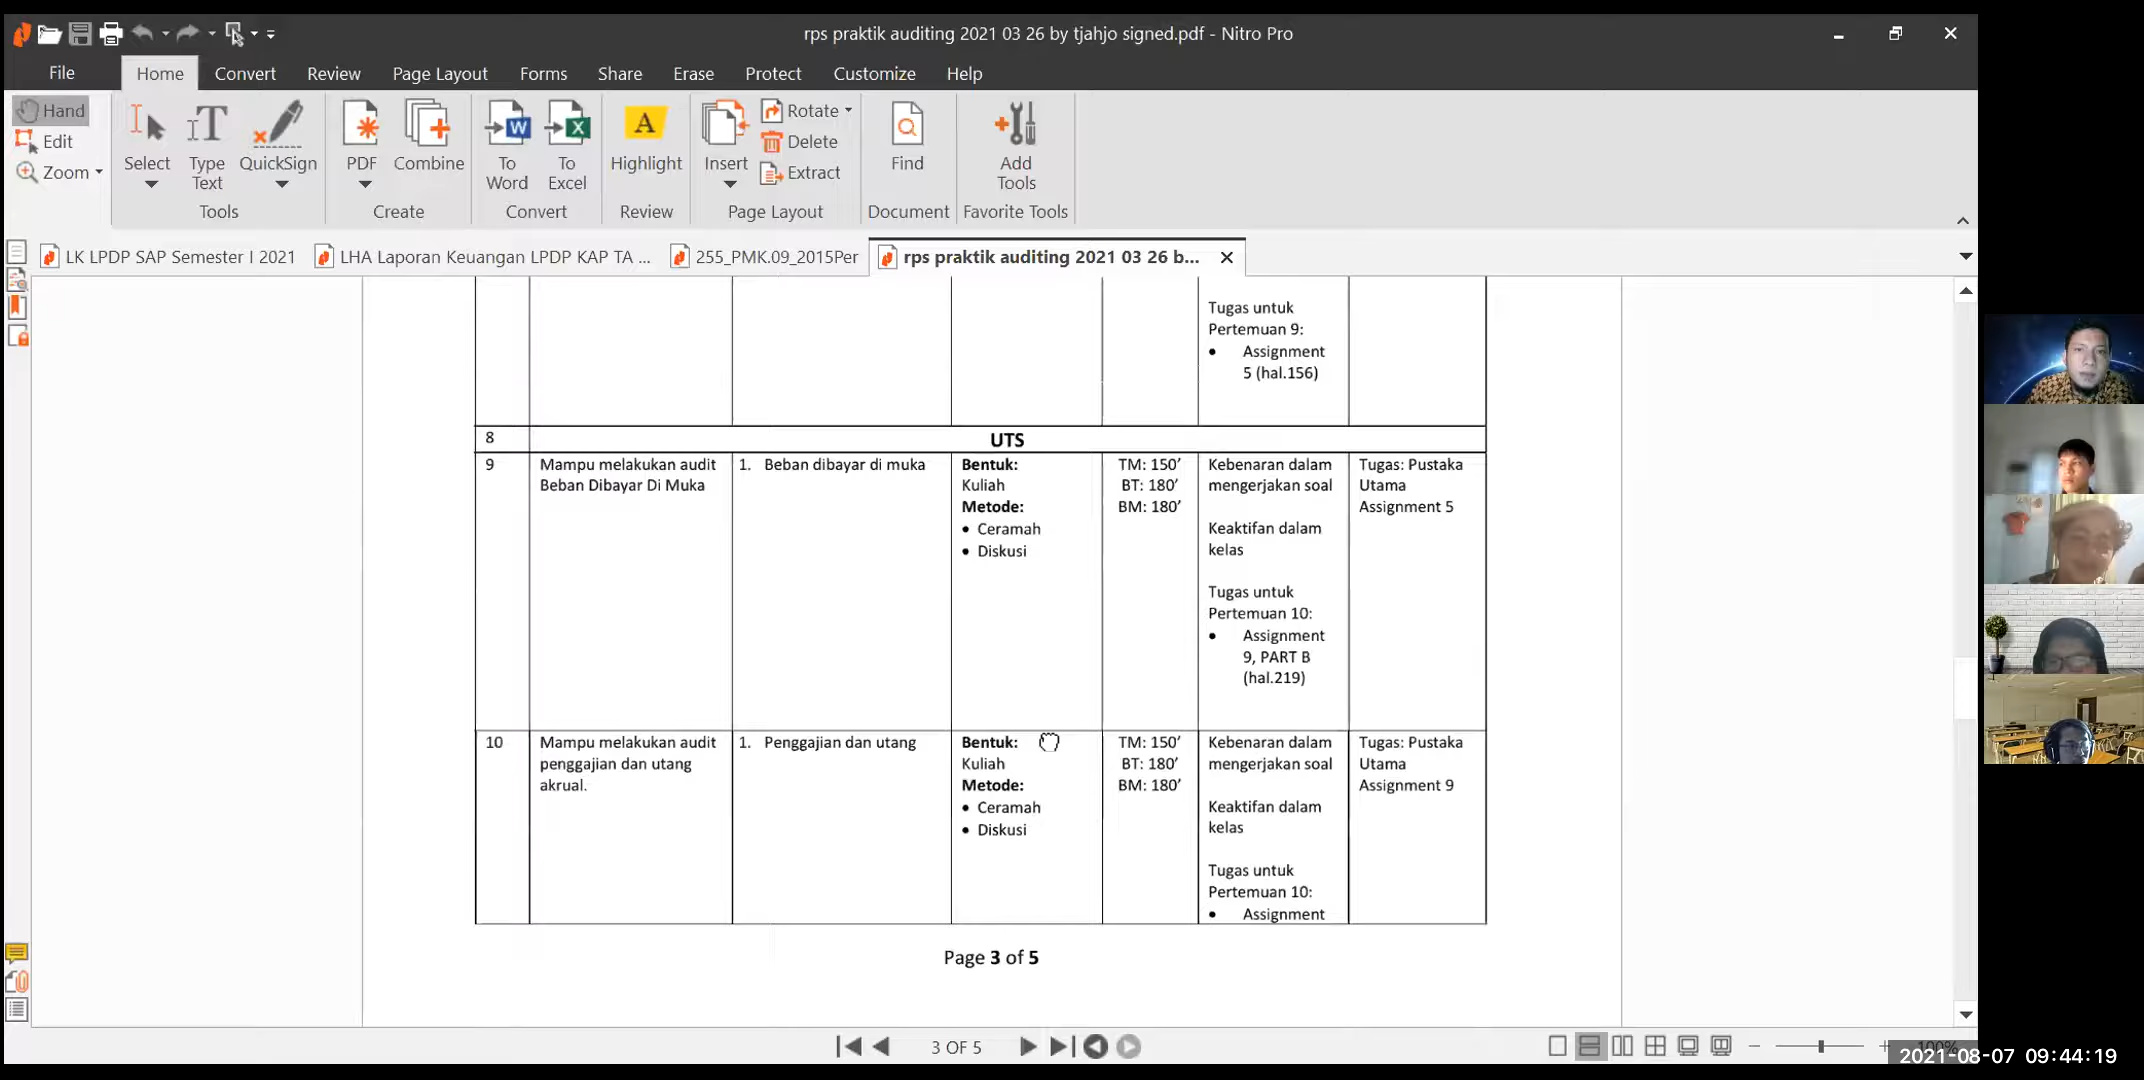 rps praktik auditing 2021 03 26 by tjahjo signed.pdf - Nitro Pro
File Home Convert Review Page Layout Forms Share Erase Protect Customize Help
Hand
Edit
Zoom
Select
Type Text
QuickSign
Tools
PDF
Combine
Create
To Word
To Excel
Convert
Highlight
Review
Insert
Rotate
Delete
Extract
Page Layout
Find
Document
Add Tools
Favorite Tools
LK LPDP SAP Semester I 2021
LHA Laporan Keuangan LPDP KAP TA ...
255_PMK.09_2015Per
rps praktik auditing 2021 03 26 b...
Tugas untuk
Pertemuan 9:
• Assignment
5 (hal.156)
8 UTS
9
Mampu melakukan audit
Beban Dibayar Di Muka
1. Beban dibayar di muka
Bentuk:
Kuliah
Metode:
• Ceramah
• Diskusi
TM: 150’
BT: 180’
BM: 180’
Kebenaran dalam
mengerjakan soal
Keaktifan dalam
kelas
Tugas untuk
Pertemuan 10:
• Assignment
9, PART B
(hal.219)
Tugas: Pustaka
Utama
Assignment 5
10
Mampu melakukan audit
penggajian dan utang
akrual.
1. Penggajian dan utang
Bentuk:
Kuliah
Metode:
• Ceramah
• Diskusi
TM: 150’
BT: 180’
BM: 180’
Kebenaran dalam
mengerjakan soal
Keaktifan dalam
kelas
Tugas untuk
Pertemuan 10:
• Assignment
Tugas: Pustaka
Utama
Assignment 9
Page 3 of 5
3 OF 5
100%
2021-08-07 09:44:19